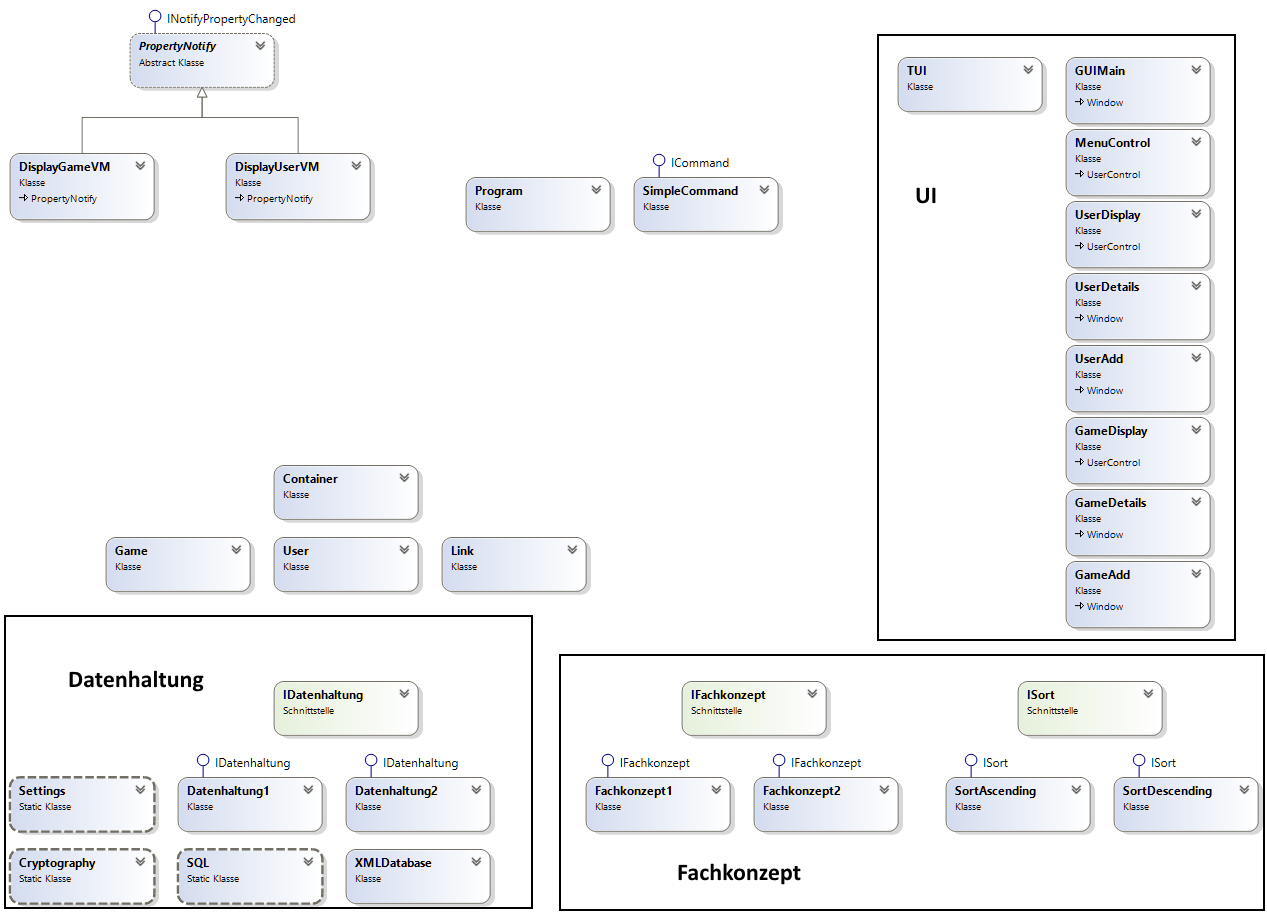 INotifyPropertyChanged
PropertyNotify
Abstract Klasse
DisplayGameVM
Klasse
PropertyNotify
DisplayUserVM
Klasse
PropertyNotify
Program
Klasse
ICommand
SimpleCommand
Klasse
UI
TUI
Klasse
GUIMain
Klasse
Window
MenuControl
Klasse
UserControl
UserDisplay
Klasse
UserControl
UserDetails
Klasse
Window
UserAdd
Klasse
Window
GameDisplay
Klasse
UserControl
GameDetails
Klasse
Window
GameAdd
Klasse
Window
Container
Klasse
Game
Klasse
User
Klasse
Link
Klasse
Datenhaltung
IDatenhaltung
Schnittstelle
Settings
Static Klasse
IDatenhaltung
Datenhaltung1
Klasse
IDatenhaltung
Datenhaltung2
Klasse
Cryptography
Static Klasse
SQL
Static Klasse
XMLDatabase
Klasse
IFachkonzept
Schnittstelle
ISort
Schnittstelle
IFachkonzept
Fachkonzept1
Klasse
IFachkonzept
Fachkonzept2
Klasse
ISort
SortAscending
Klasse
ISort
SortDescending
Klasse
Fachkonzept